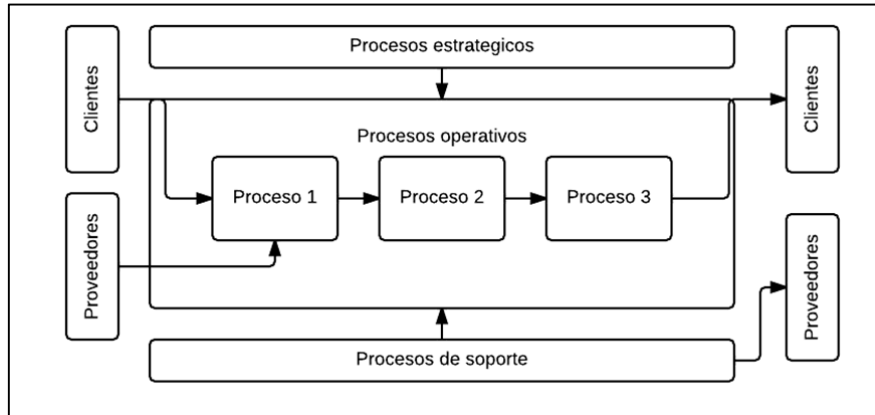 Procesos estrategicos
Clientes
Clientes
Procesos operativos
Proceso 1
Proceso 2
Proceso 3
Proveedores
Proveedores
Procesos de soporte